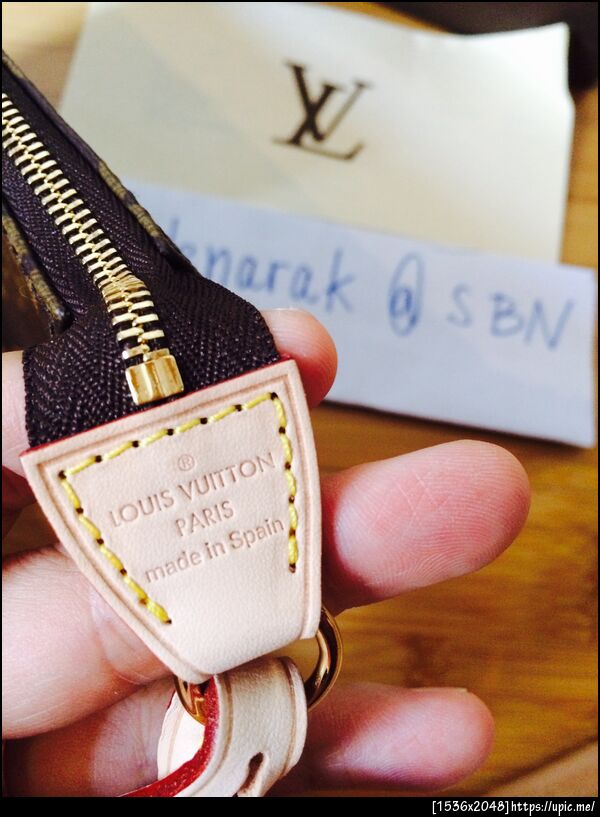 LV
@ SBN
®
LOUIS VUITTON
PARIS
made in Spain
[1536x2048]https://upic.me/